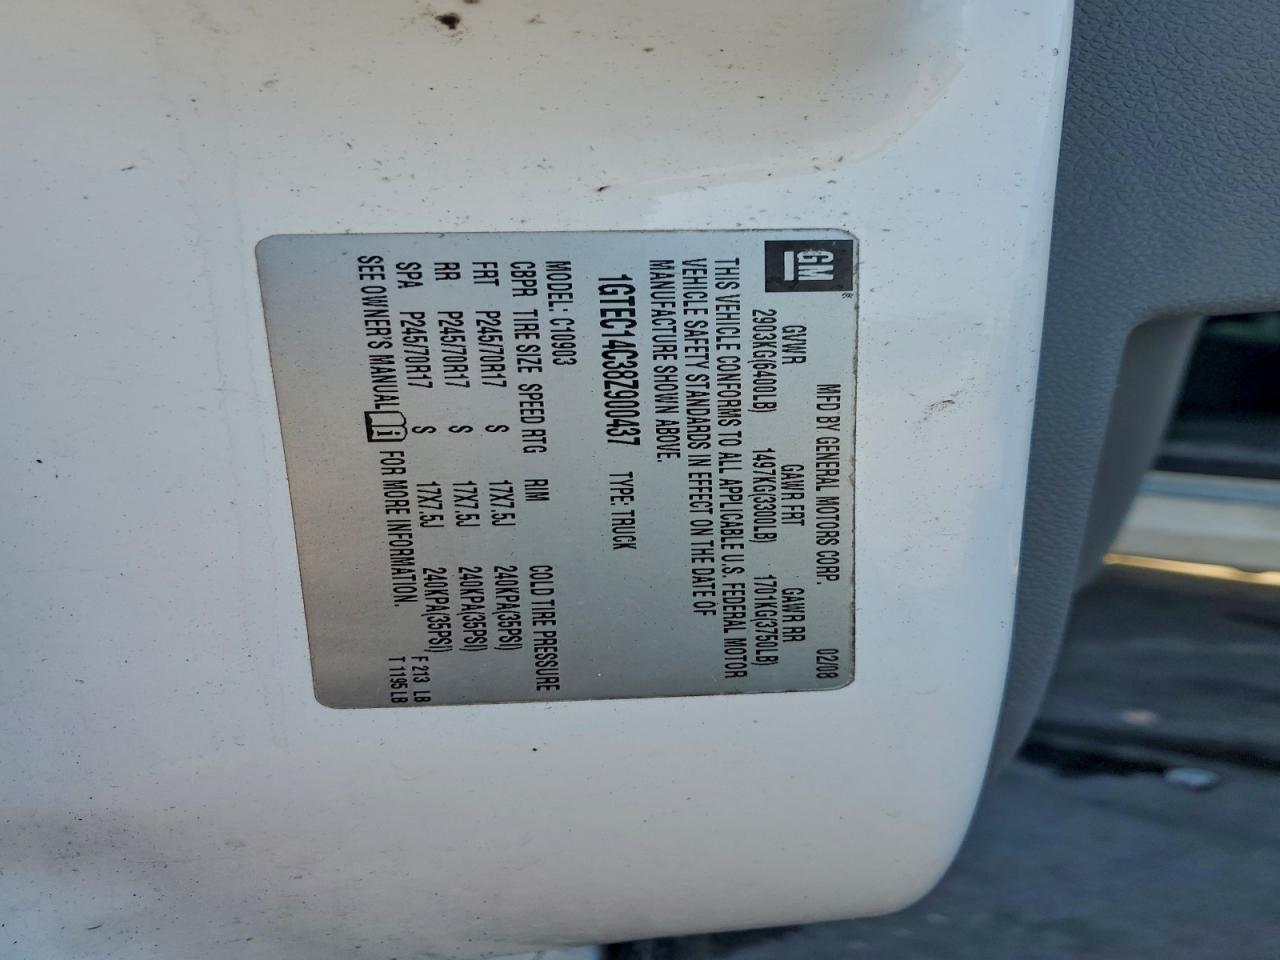 GM
MFD BY GENERAL MOTORS CORP. 02/08
GVWR GAWR FRT GAWR RR
2903KG(6400LB) 1497KG(3300LB) 1701KG(3750LB)
THIS VEHICLE CONFORMS TO ALL APPLICABLE U.S. FEDERAL MOTOR
VEHICLE SAFETY STANDARDS IN EFFECT ON THE DATE OF
MANUFACTURE SHOWN ABOVE.
1GTEC14C38Z900437 TYPE: TRUCK
MODEL: C10903
CBPR TIRE SIZE SPEED RTG RIM COLD TIRE PRESSURE
FRT P245/70R17 S 17X7.5J 240KPA(35PSI)
RR P245/70R17 S 17X7.5J 240KPA(35PSI)
SPA P245/70R17 S 17X7.5J 240KPA(35PSI) F 213 LB
SEE OWNER'S MANUAL i FOR MORE INFORMATION. T 1195 LB